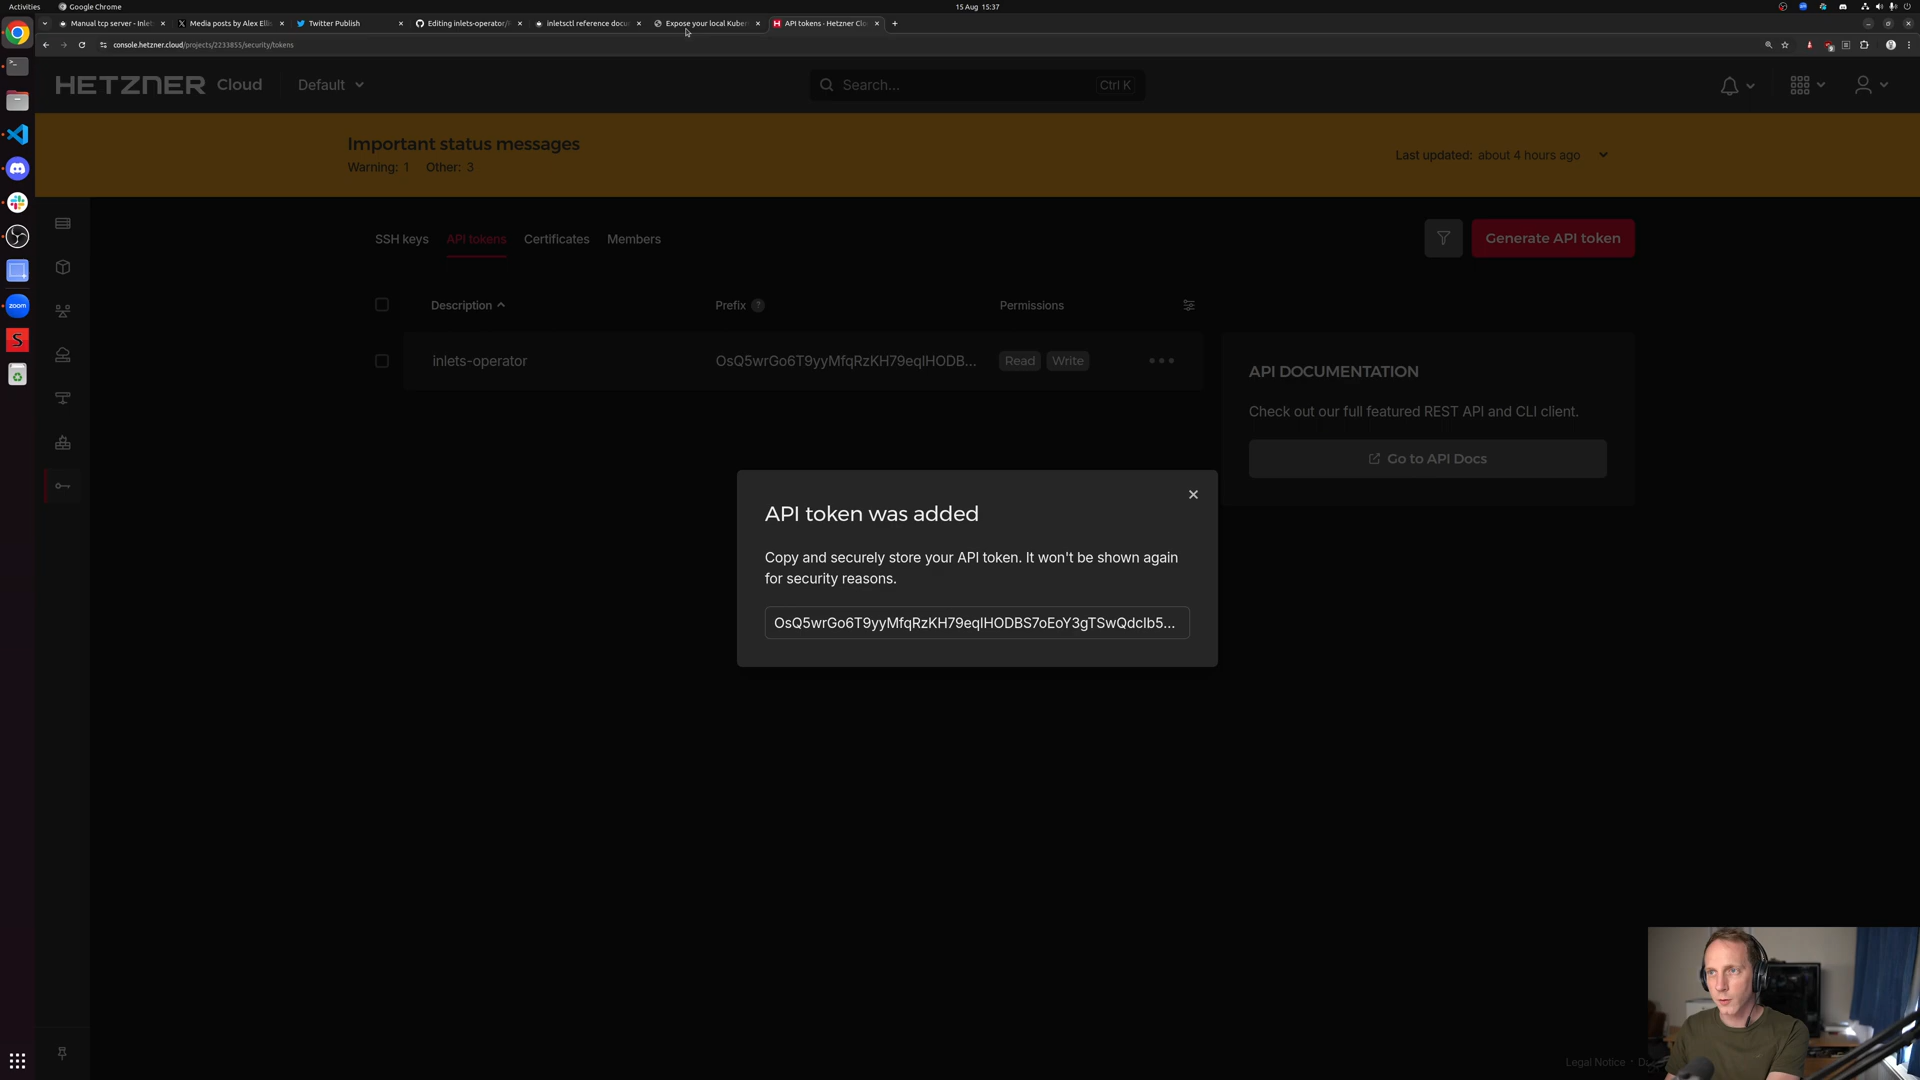 Activities
Google Chrome
15 Aug 15:37
Manual tcp server - Inlet
Media posts by Alex Ellis
Twitter Publish
Editing inlets-operator/
inletsctl reference docu
Expose your local Kuber
API tokens · Hetzner Clo
console.hetzner.cloud/projects/2233855/security/tokens
HETZNER Cloud
Default
Search...
Ctrl K
Important status messages
Warning: 1 Other: 3
Last updated: about 4 hours ago
SSH keys
API tokens
Certificates
Members
Generate API token
Description
Prefix ?
Permissions
inlets-operator
OsQ5wrGo6T9yyMfqRzKH79eqIHODB...
Read
Write
API DOCUMENTATION
Check out our full featured REST API and CLI client.
Go to API Docs
API token was added
Copy and securely store your API token. It won't be shown again
for security reasons.
OsQ5wrGo6T9yyMfqRzKH79eqIHODBS7oEoY3gTSwQdcIb5...
zoom
S
Legal Notice